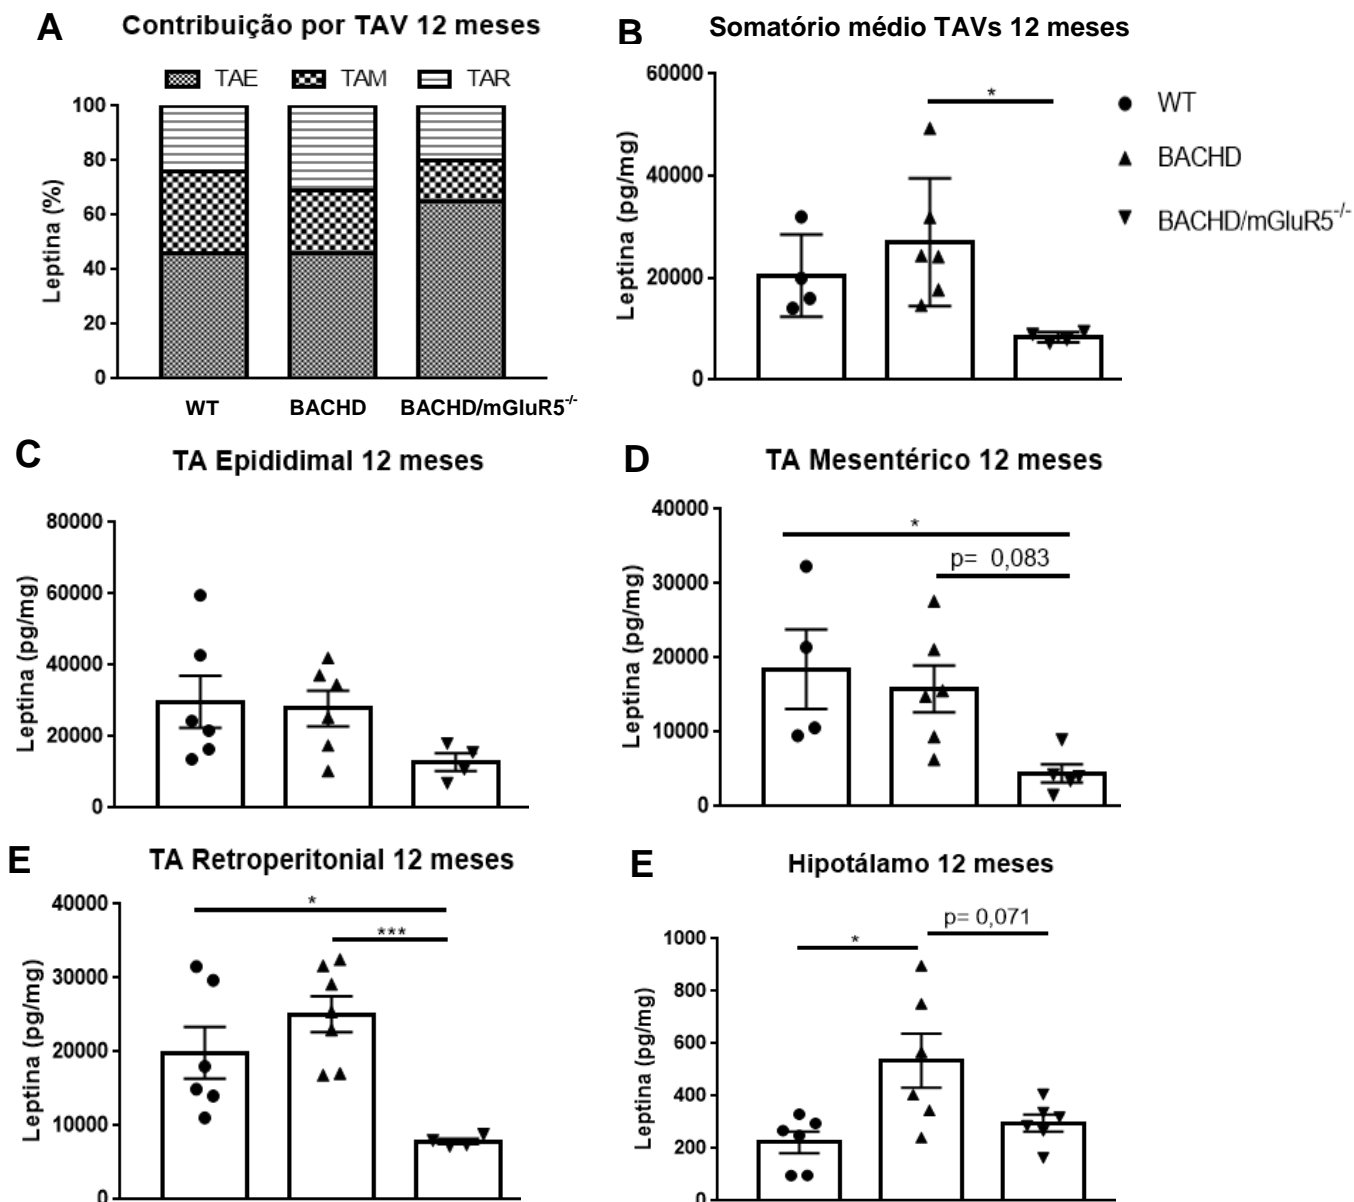 A
Contribuição por TAV 12 meses
TAE TAM TAR
Leptina (%)
100
80
60
40
20
0
WT BACHD BACHD/mGluR5-/-
B
Somatório médio TAVs 12 meses
Leptina (pg/mg)
60000
40000
20000
0
*
WT
BACHD
BACHD/mGluR5-/-
C
TA Epididimal 12 meses
Leptina (pg/mg)
80000
60000
40000
20000
0
D
TA Mesentérico 12 meses
Leptina (pg/mg)
40000
30000
20000
10000
0
*
p= 0,083
E
TA Retroperitonial 12 meses
Leptina (pg/mg)
40000
30000
20000
10000
0
*
***
E
Hipotálamo 12 meses
Leptina (pg/mg)
1000
800
600
400
200
0
*
p= 0,071